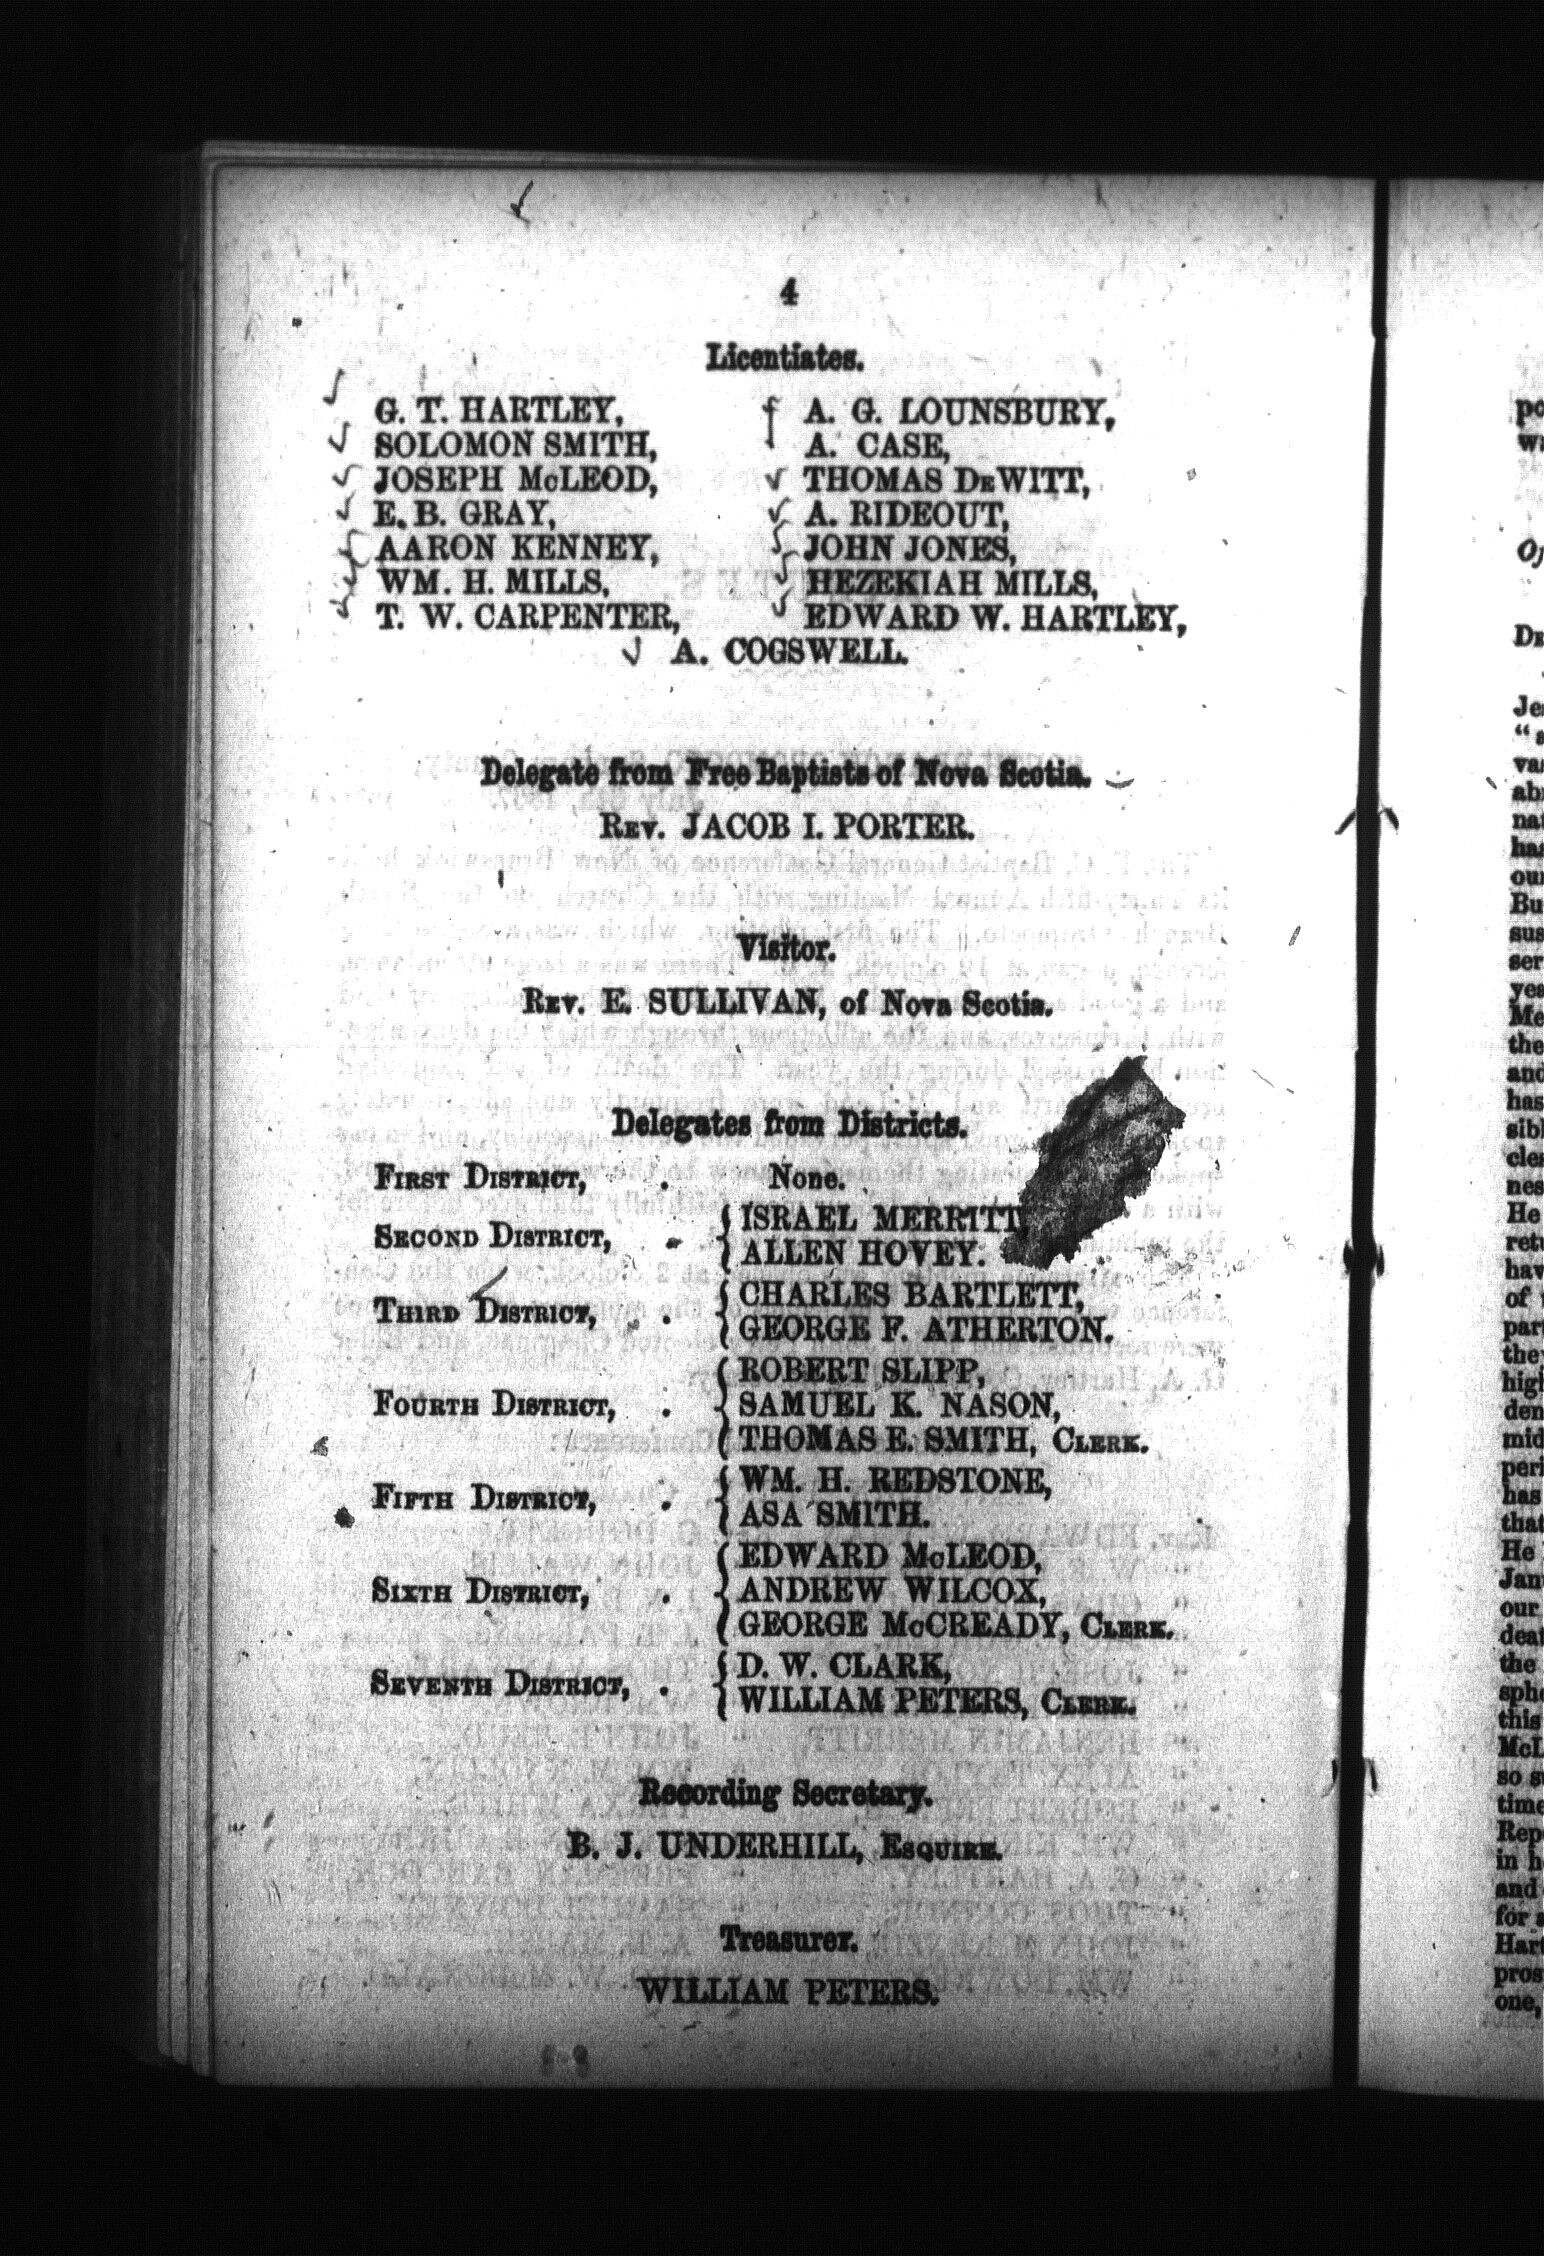 4
Licentiates.
G. T. HARTLEY,
SOLOMON SMITH,
JOSEPH McLEOD,
E. B. GRAY,
AARON KENNEY,
WM. H. MILLS,
T. W. CARPENTER,
A. G. LOUNSBURY,
A. CASE,
THOMAS DEWITT,
A. RIDEOUT,
JOHN JONES,
HEZEKIAH MILLS,
EDWARD W. HARTLEY,
A. COGSWELL.
Delegate from Free Baptists of Nova Scotia.
REV. JACOB I. PORTER.
Visitor.
REV. E. SULLIVAN, of Nova Scotia.
Delegates from Districts.
FIRST DISTRICT, . None.
SECOND DISTRICT, . { ISRAEL MERRITT,
ALLEN HOVEY.
THIRD DISTRICT, . { CHARLES BARTLETT,
GEORGE F. ATHERTON.
FOURTH DISTRICT, . { ROBERT SLIPP,
SAMUEL K. NASON,
THOMAS E. SMITH, CLERK.
FIFTH DISTRICT, . { WM. H. REDSTONE,
ASA SMITH.
SIXTH DISTRICT, . { EDWARD McLEOD,
ANDREW WILCOX,
GEORGE McCREADY, CLERK.
SEVENTH DISTRICT, . { D. W. CLARK,
WILLIAM PETERS, CLERK.
Recording Secretary.
B. J. UNDERHILL, ESQUIRE.
Treasurer.
WILLIAM PETERS.